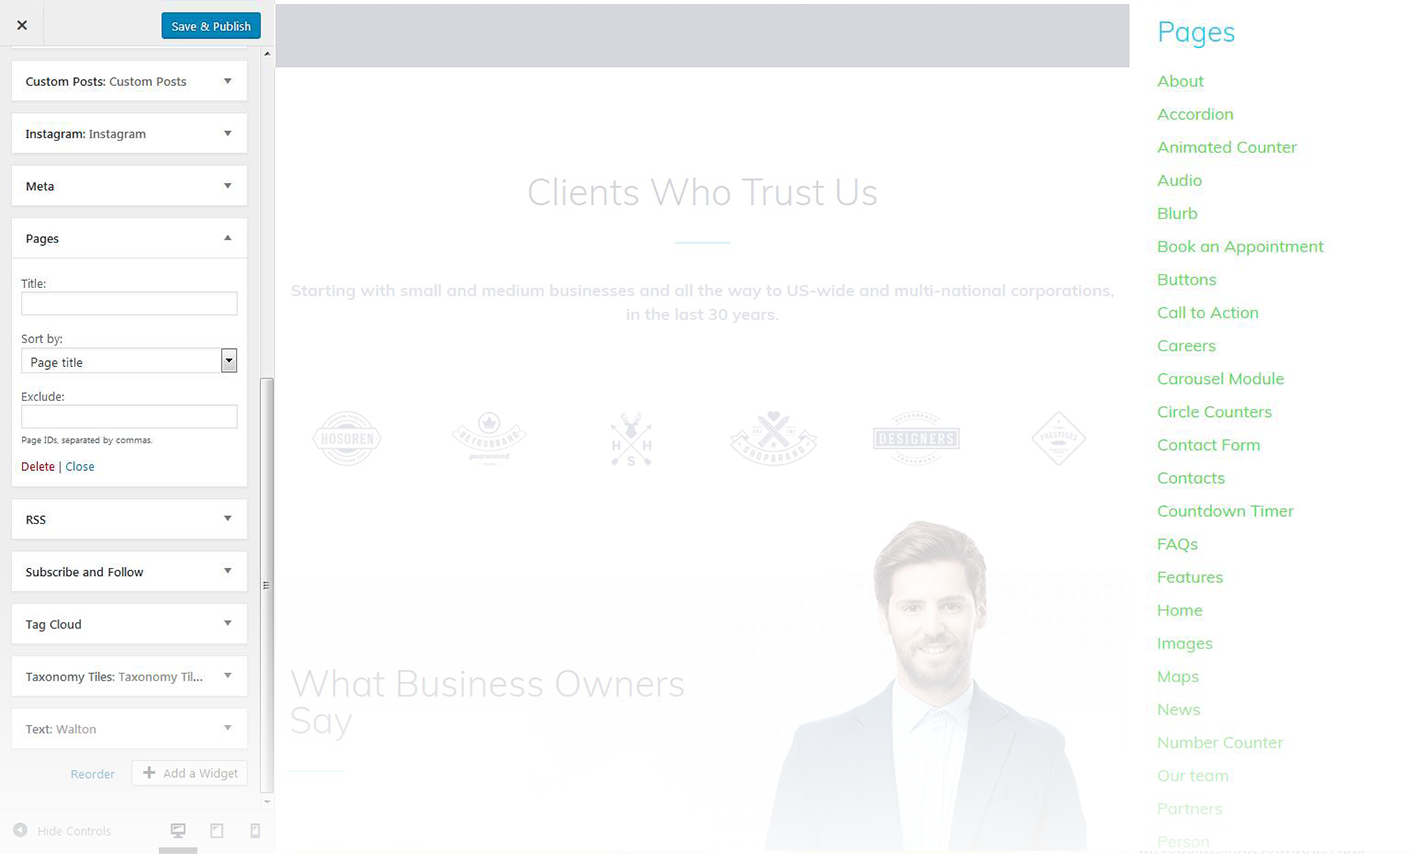 Save & Publish
Custom Posts: Custom Posts
Instagram: Instagram
Meta
Pages
Title:
Sort by:
Page title
Exclude:
Page IDs, separated by commas.
Delete | Close
RSS
Subscribe and Follow
Tag Cloud
Taxonomy Tiles: Taxonomy Til...
Text: Walton
Reorder
Add a Widget
Hide Controls
Clients Who Trust Us
Starting with small and medium businesses and all the way to US-wide and multi-national corporations,
in the last 30 years.
HOSOREN
RETROBRAND
guaranteed
H H
S
SHOPBRAND
DESIGNERS
PRESTIGES
What Business Owners
Say
Pages
About
Accordion
Animated Counter
Audio
Blurb
Book an Appointment
Buttons
Call to Action
Careers
Carousel Module
Circle Counters
Contact Form
Contacts
Countdown Timer
FAQs
Features
Home
Images
Maps
News
Number Counter
Our team
Partners
Person